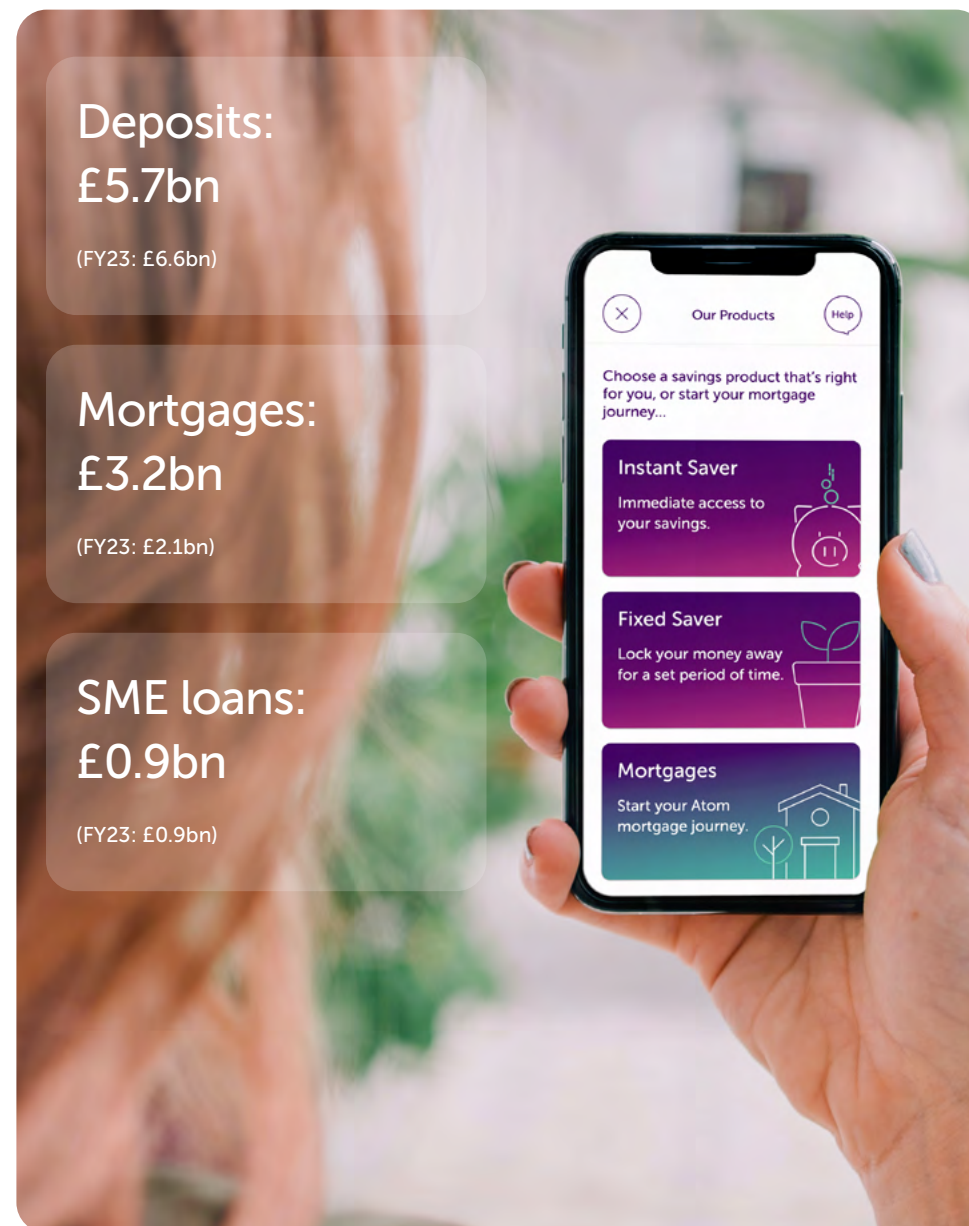 Deposits:
£5.7bn
(FY23: £6.6bn)
Mortgages:
£3.2bn
(FY23: £2.1bn)
SME loans:
£0.9bn
(FY23: £0.9bn)
Our Products
Help
Choose a savings product that's right
for you, or start your mortgage
journey...
Instant Saver
Immediate access to
your savings.
Fixed Saver
Lock your money away
for a set period of time.
Mortgages
Start your Atom
mortgage journey.